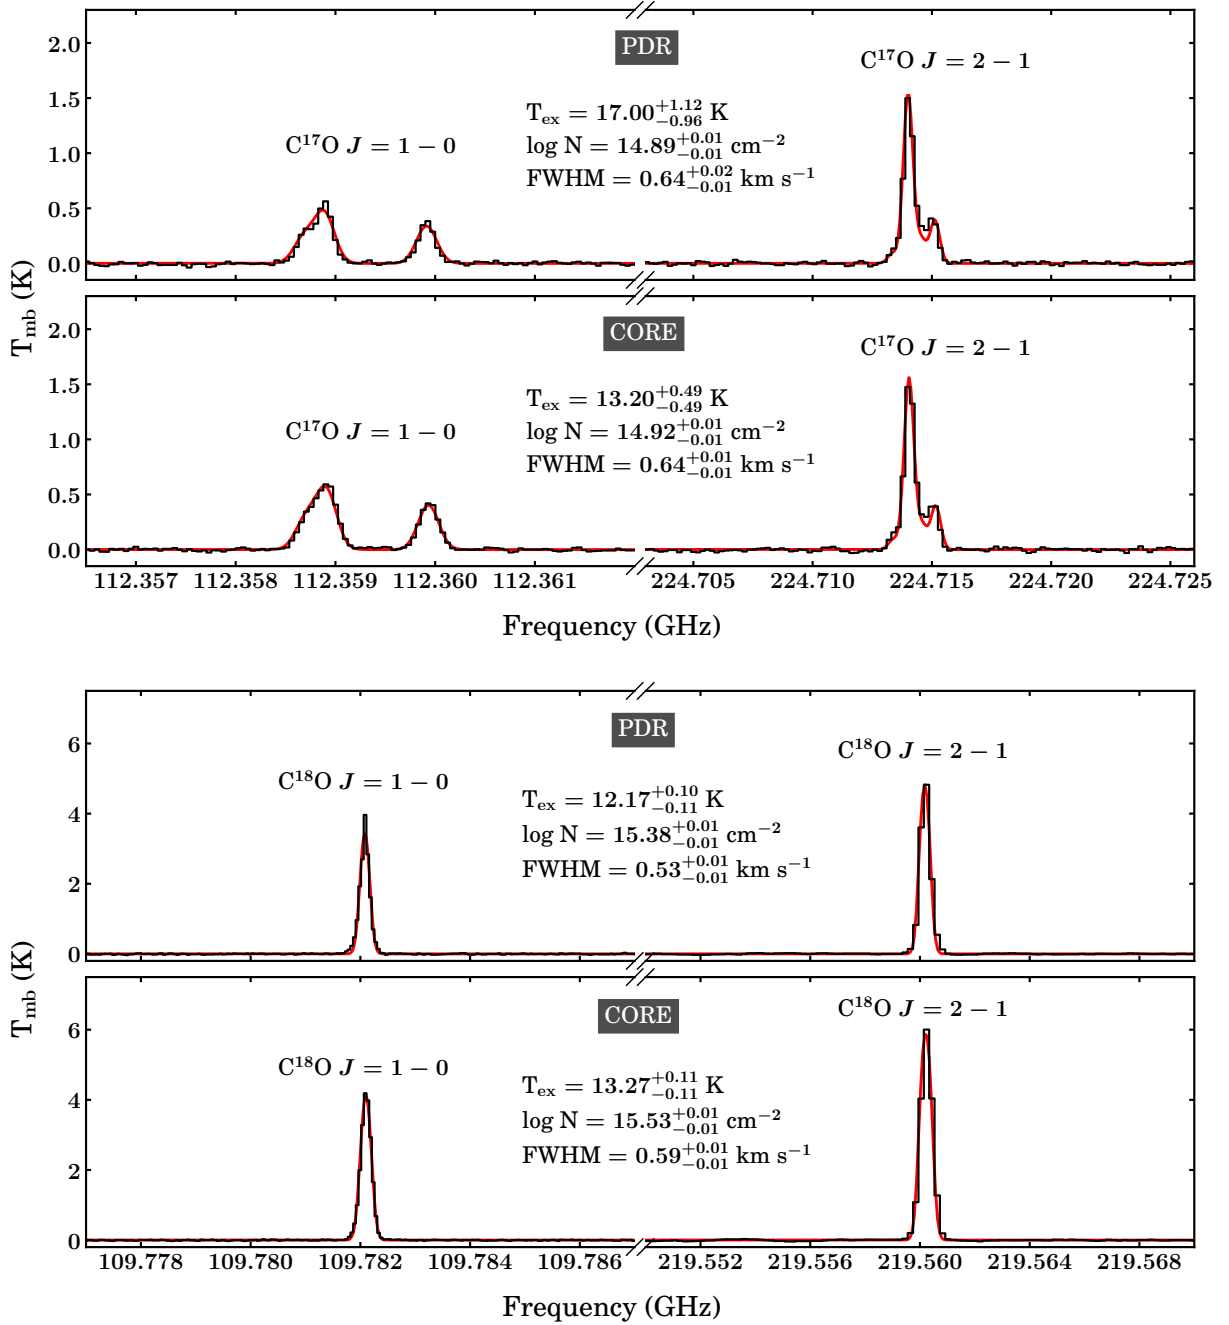 PDR
C¹⁷O J = 2 − 1
2.0
T_ex = 17.00^{+1.12}_{−0.96} K
1.5
C¹⁷O J = 1 − 0
log N = 14.89^{+0.01}_{−0.01} cm⁻²
1.0
FWHM = 0.64^{+0.02}_{−0.01} km s⁻¹
0.5
0.0
T_mb (K)
CORE
C¹⁷O J = 2 − 1
2.0
T_ex = 13.20^{+0.49}_{−0.49} K
1.5
C¹⁷O J = 1 − 0
log N = 14.92^{+0.01}_{−0.01} cm⁻²
1.0
FWHM = 0.64^{+0.01}_{−0.01} km s⁻¹
0.5
0.0
112.357 112.358 112.359 112.360 112.361 224.705 224.710 224.715 224.720 224.725
Frequency (GHz)
PDR
C¹⁸O J = 2 − 1
6
C¹⁸O J = 1 − 0
T_ex = 12.17^{+0.10}_{−0.11} K
4
log N = 15.38^{+0.01}_{−0.01} cm⁻²
FWHM = 0.53^{+0.01}_{−0.01} km s⁻¹
2
0
T_mb (K)
CORE
C¹⁸O J = 2 − 1
6
C¹⁸O J = 1 − 0
T_ex = 13.27^{+0.11}_{−0.11} K
4
log N = 15.53^{+0.01}_{−0.01} cm⁻²
FWHM = 0.59^{+0.01}_{−0.01} km s⁻¹
2
0
109.778 109.780 109.782 109.784 109.786 219.552 219.556 219.560 219.564 219.568
Frequency (GHz)